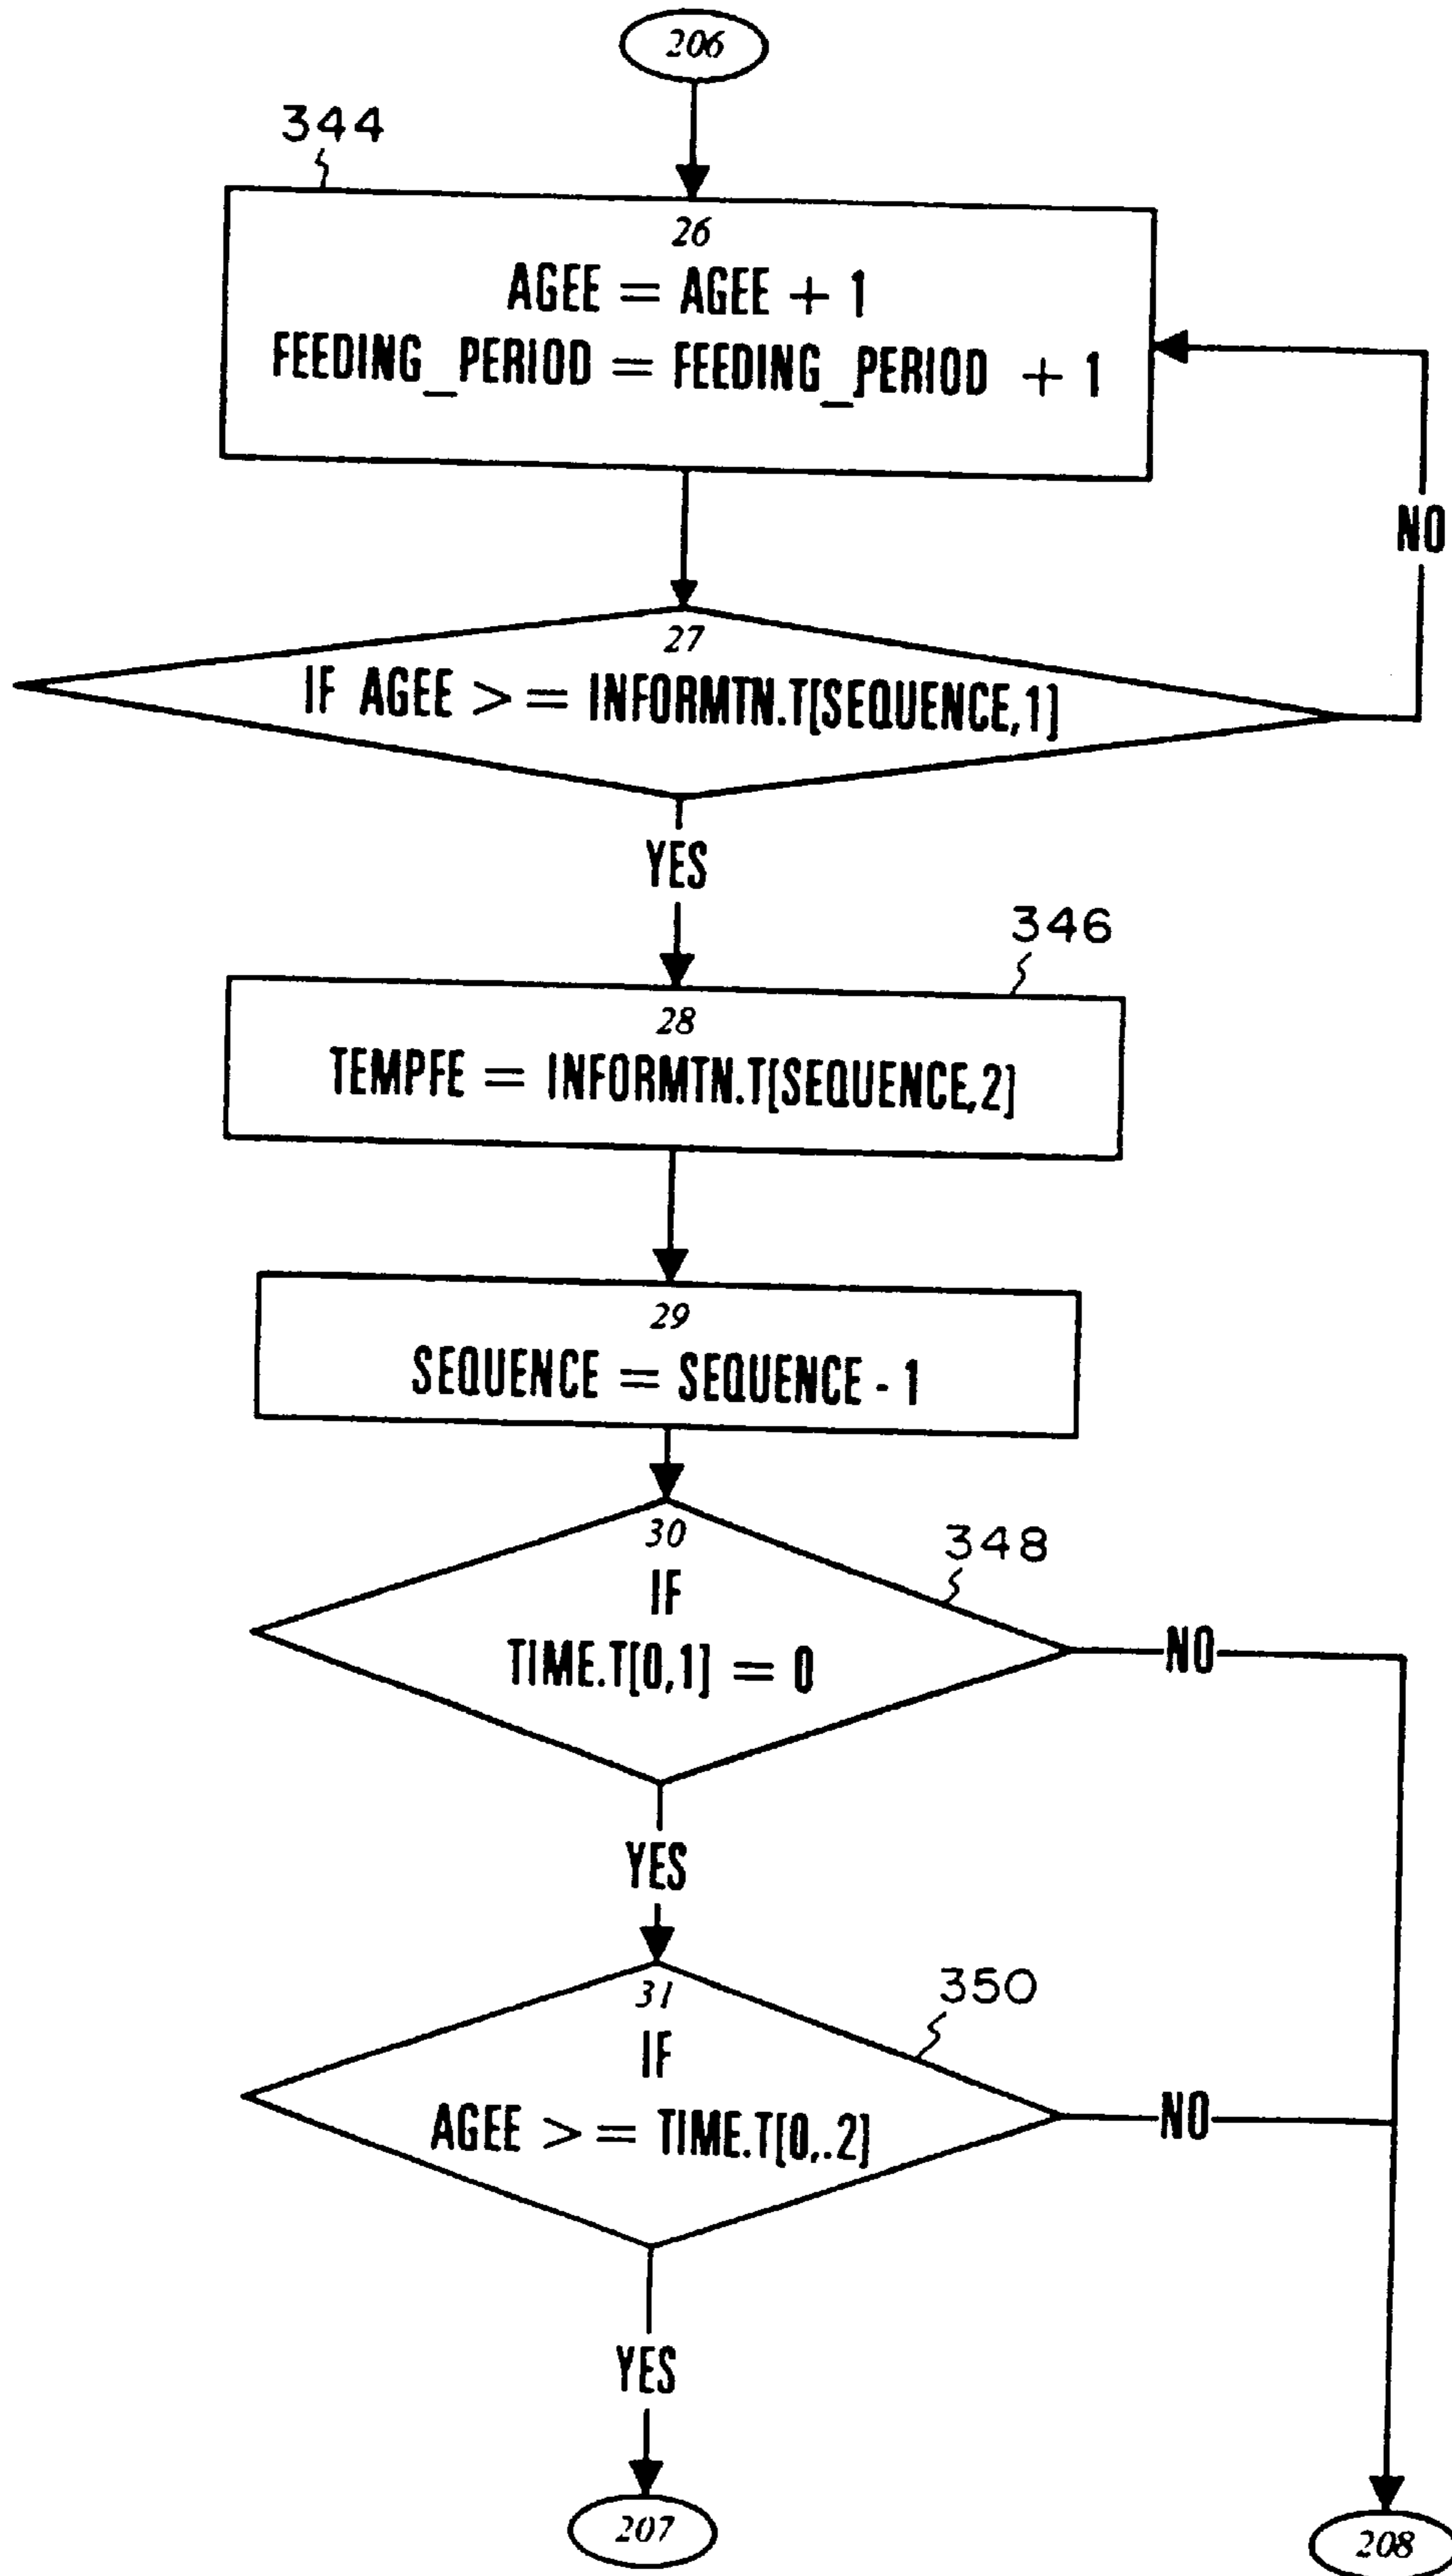 206
344
26
AGEE = AGEE + 1
FEEDING_PERIOD = FEEDING_PERIOD + 1
NO
27
IF AGEE > = INFORMTN.T[SEQUENCE,1]
YES
346
28
TEMPFE = INFORMTN.T[SEQUENCE,2]
29
SEQUENCE = SEQUENCE - 1
30
348
IF
TIME.T[0,1] = 0
NO
YES
31
350
IF
AGEE > = TIME.T[0,.2]
NO
YES
207
208